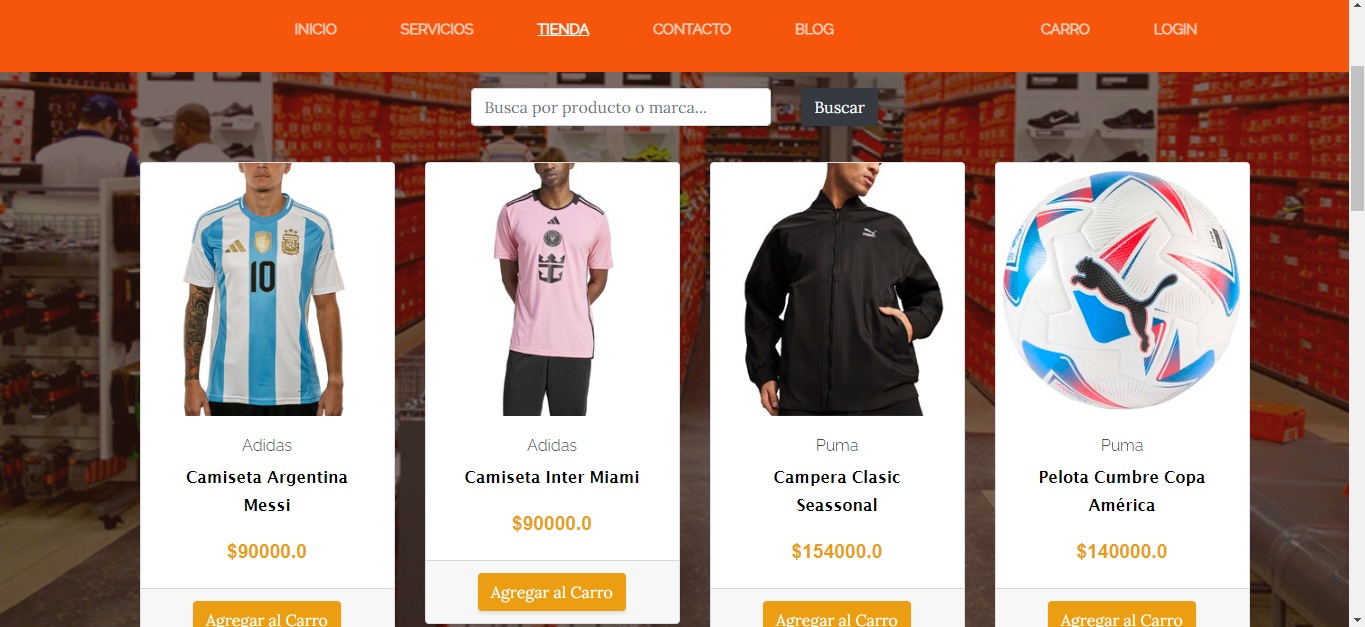 INICIO
SERVICIOS
TIENDA
CONTACTO
BLOG
CARRO
LOGIN
Busca por producto o marca...
Buscar
10
Adidas
Camiseta Argentina
Messi
$90000.0
Agregar al Carro
Adidas
Camiseta Inter Miami
$90000.0
Agregar al Carro
Puma
Campera Clasic
Seassonal
$154000.0
Agregar al Carro
Puma
Pelota Cumbre Copa
América
$140000.0
Agregar al Carro